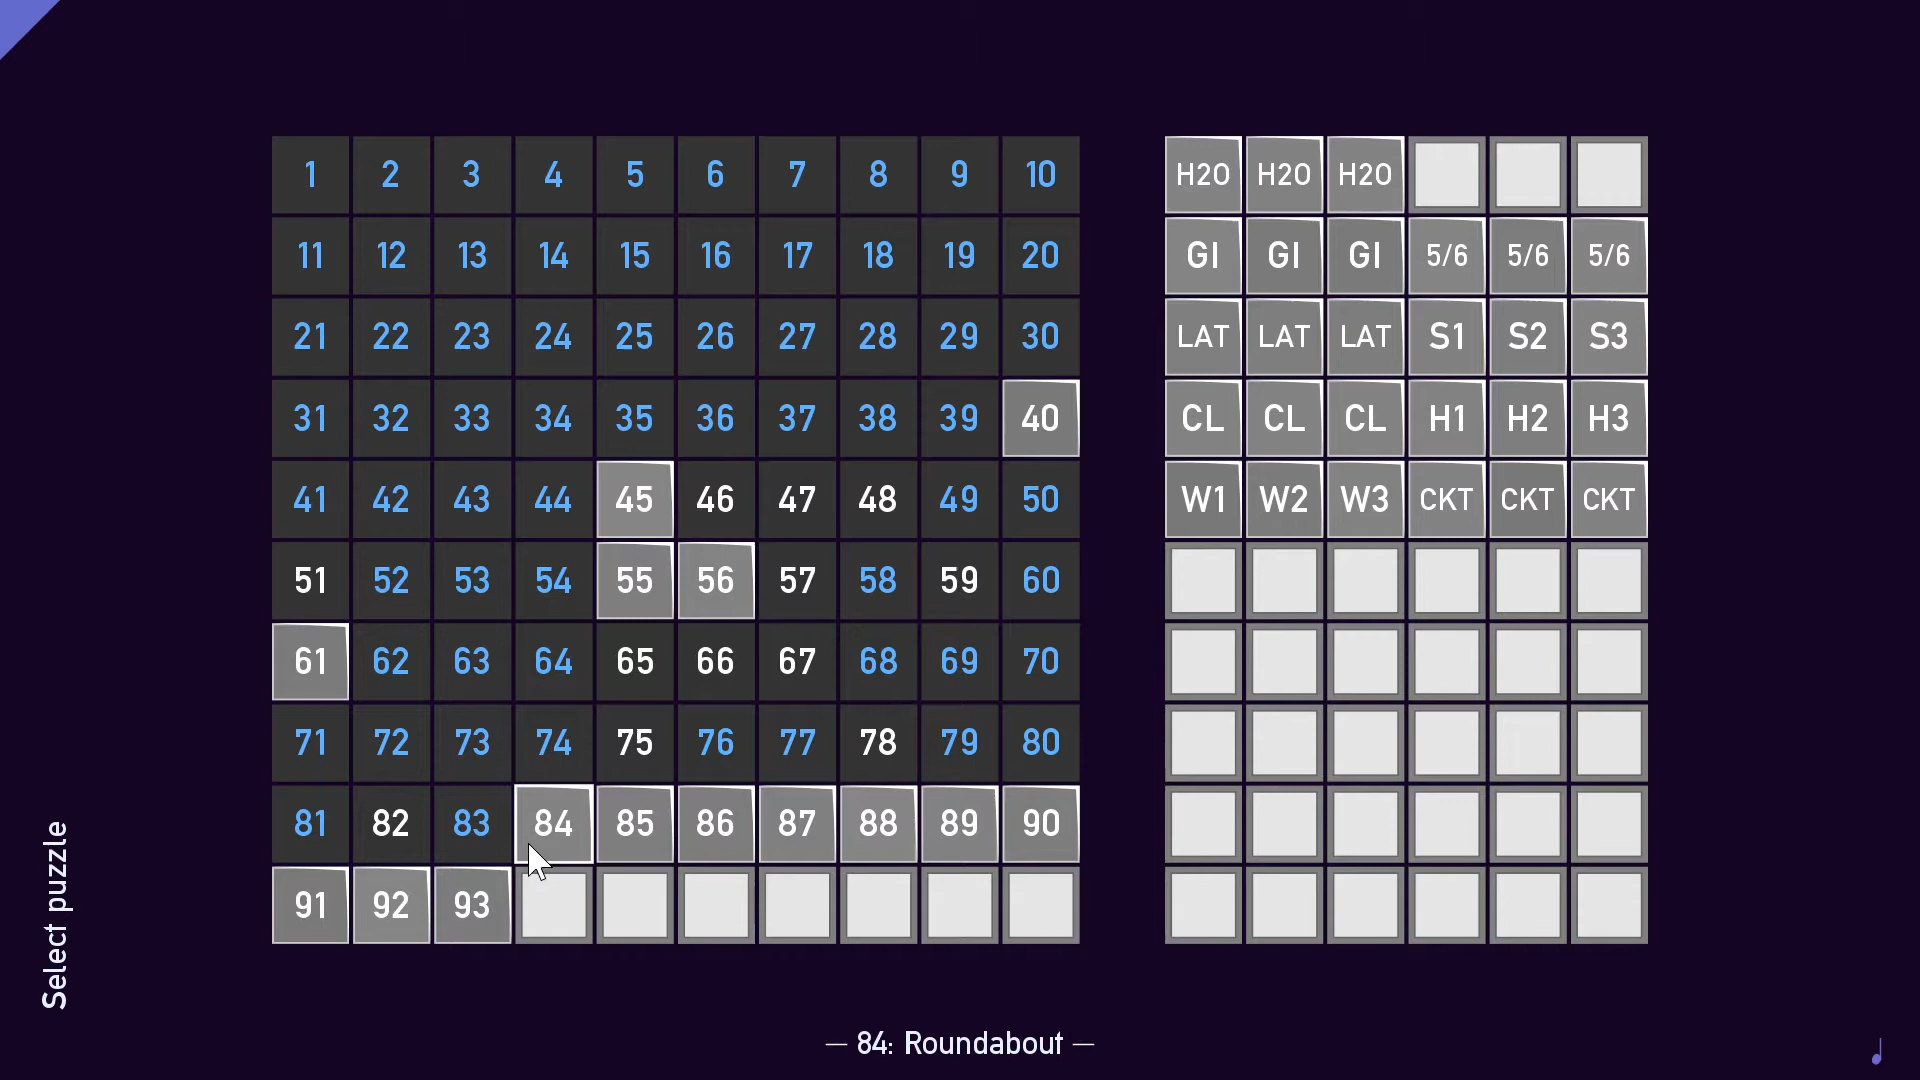 1 2 3 4 5 6 7 8 9 10 H2O H2O H2O
11 12 13 14 15 16 17 18 19 20 GI GI GI 5/6 5/6 5/6
21 22 23 24 25 26 27 28 29 30 LAT LAT LAT S1 S2 S3
31 32 33 34 35 36 37 38 39 40 CL CL CL H1 H2 H3
41 42 43 44 45 46 47 48 49 50 W1 W2 W3 CKT CKT CKT
51 52 53 54 55 56 57 58 59 60
61 62 63 64 65 66 67 68 69 70
71 72 73 74 75 76 77 78 79 80
81 82 83 84 85 86 87 88 89 90
91 92 93
Select puzzle
— 84: Roundabout —